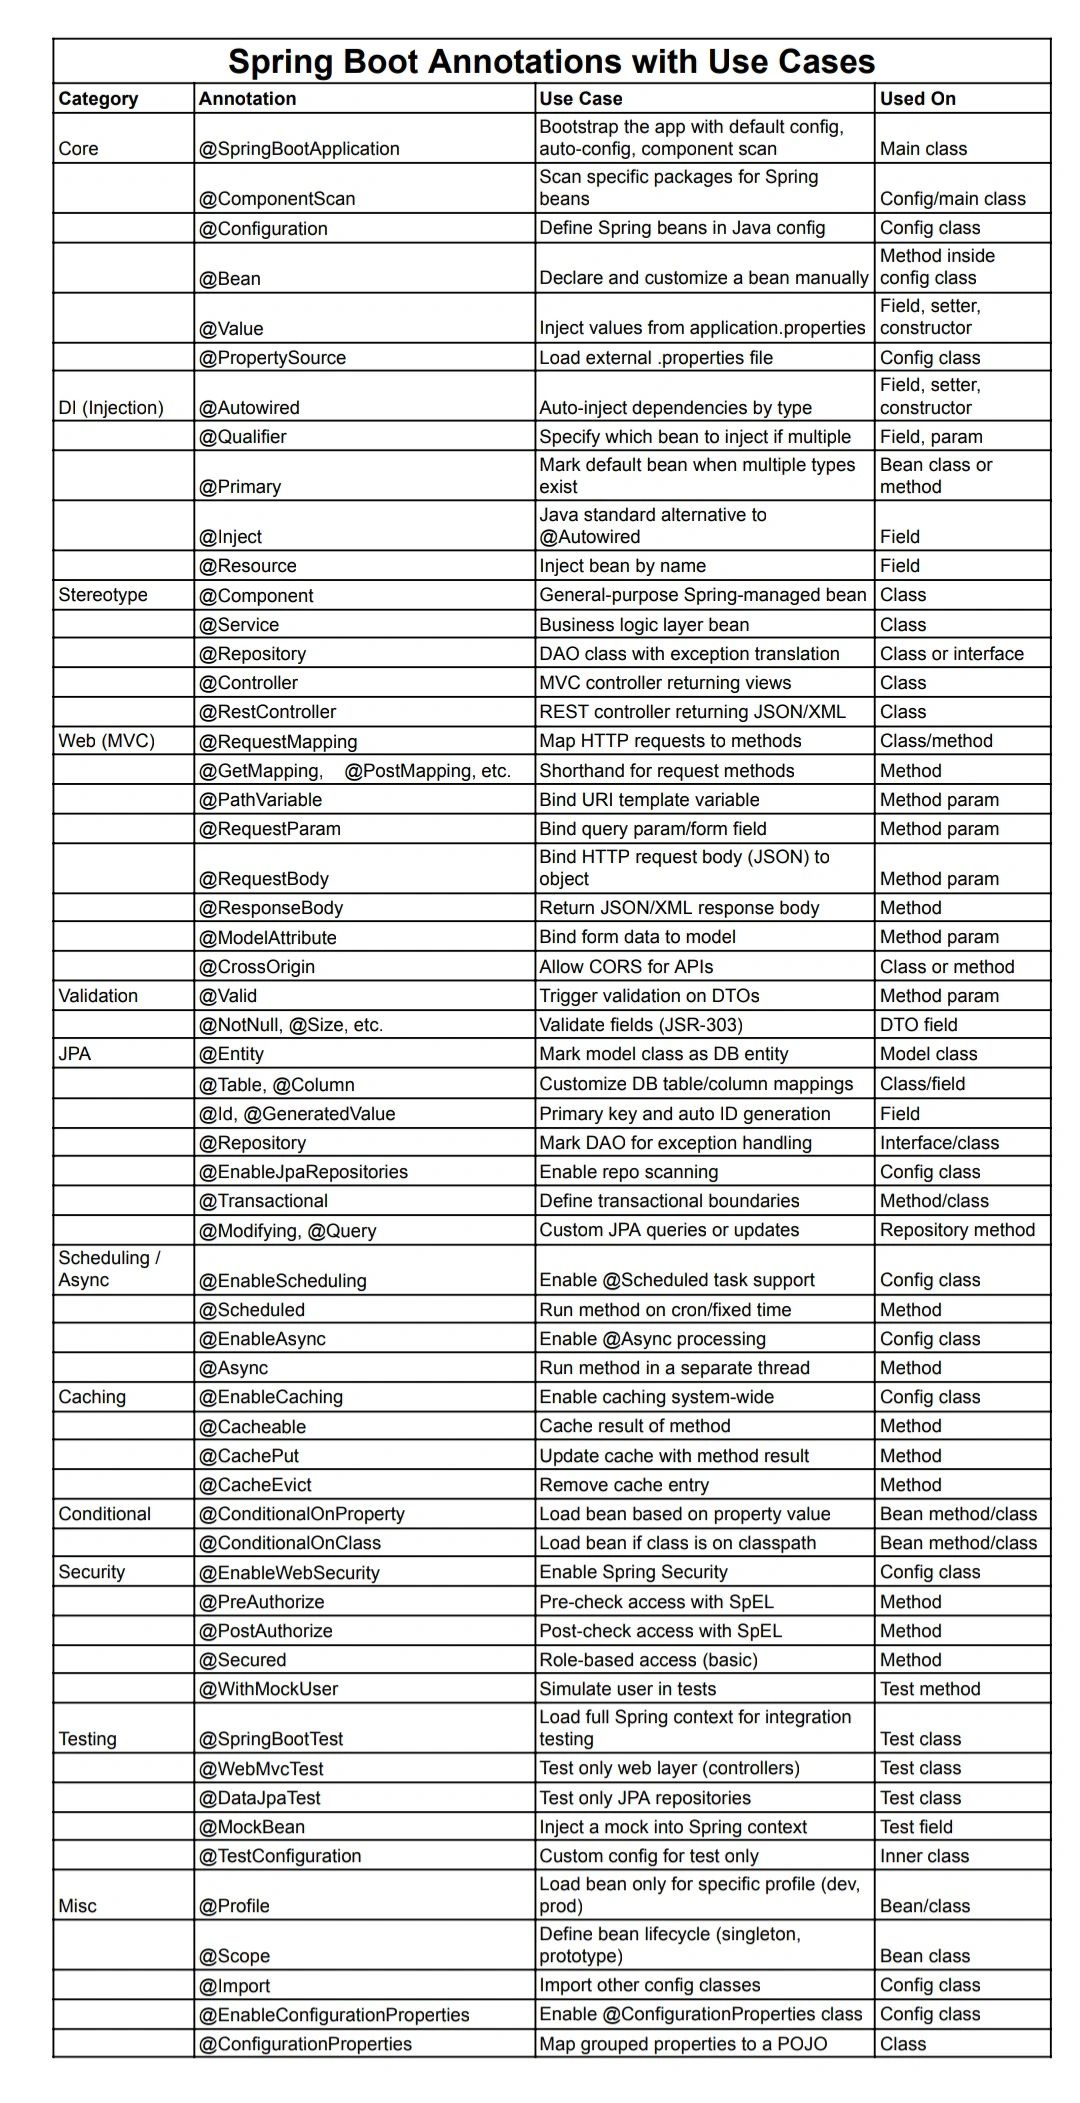 Spring Boot Annotations with Use Cases
Category Annotation Use Case Used On
Core @SpringBootApplication Bootstrap the app with default config,
auto-config, component scan Main class
@ComponentScan Scan specific packages for Spring
beans Config/main class
@Configuration Define Spring beans in Java config Config class
@Bean Declare and customize a bean manually Method inside
config class
@Value Inject values from application.properties Field, setter,
constructor
@PropertySource Load external .properties file Config class
DI (Injection) @Autowired Auto-inject dependencies by type Field, setter,
constructor
@Qualifier Specify which bean to inject if multiple Field, param
@Primary Mark default bean when multiple types
exist Bean class or
method
@Inject Java standard alternative to
@Autowired Field
@Resource Inject bean by name Field
Stereotype @Component General-purpose Spring-managed bean Class
@Service Business logic layer bean Class
@Repository DAO class with exception translation Class or interface
@Controller MVC controller returning views Class
@RestController REST controller returning JSON/XML Class
Web (MVC) @RequestMapping Map HTTP requests to methods Class/method
@GetMapping, @PostMapping, etc. Shorthand for request methods Method
@PathVariable Bind URI template variable Method param
@RequestParam Bind query param/form field Method param
@RequestBody Bind HTTP request body (JSON) to
object Method param
@ResponseBody Return JSON/XML response body Method
@ModelAttribute Bind form data to model Method param
@CrossOrigin Allow CORS for APIs Class or method
Validation @Valid Trigger validation on DTOs Method param
@NotNull, @Size, etc. Validate fields (JSR-303) DTO field
JPA @Entity Mark model class as DB entity Model class
@Table, @Column Customize DB table/column mappings Class/field
@Id, @GeneratedValue Primary key and auto ID generation Field
@Repository Mark DAO for exception handling Interface/class
@EnableJpaRepositories Enable repo scanning Config class
@Transactional Define transactional boundaries Method/class
@Modifying, @Query Custom JPA queries or updates Repository method
Scheduling /
Async @EnableScheduling Enable @Scheduled task support Config class
@Scheduled Run method on cron/fixed time Method
@EnableAsync Enable @Async processing Config class
@Async Run method in a separate thread Method
Caching @EnableCaching Enable caching system-wide Config class
@Cacheable Cache result of method Method
@CachePut Update cache with method result Method
@CacheEvict Remove cache entry Method
Conditional @ConditionalOnProperty Load bean based on property value Bean method/class
@ConditionalOnClass Load bean if class is on classpath Bean method/class
Security @EnableWebSecurity Enable Spring Security Config class
@PreAuthorize Pre-check access with SpEL Method
@PostAuthorize Post-check access with SpEL Method
@Secured Role-based access (basic) Method
@WithMockUser Simulate user in tests Test method
Testing @SpringBootTest Load full Spring context for integration
testing Test class
@WebMvcTest Test only web layer (controllers) Test class
@DataJpaTest Test only JPA repositories Test class
@MockBean Inject a mock into Spring context Test field
@TestConfiguration Custom config for test only Inner class
Misc @Profile Load bean only for specific profile (dev,
prod) Bean/class
@Scope Define bean lifecycle (singleton,
prototype) Bean class
@Import Import other config classes Config class
@EnableConfigurationProperties Enable @ConfigurationProperties class Config class
@ConfigurationProperties Map grouped properties to a POJO Class